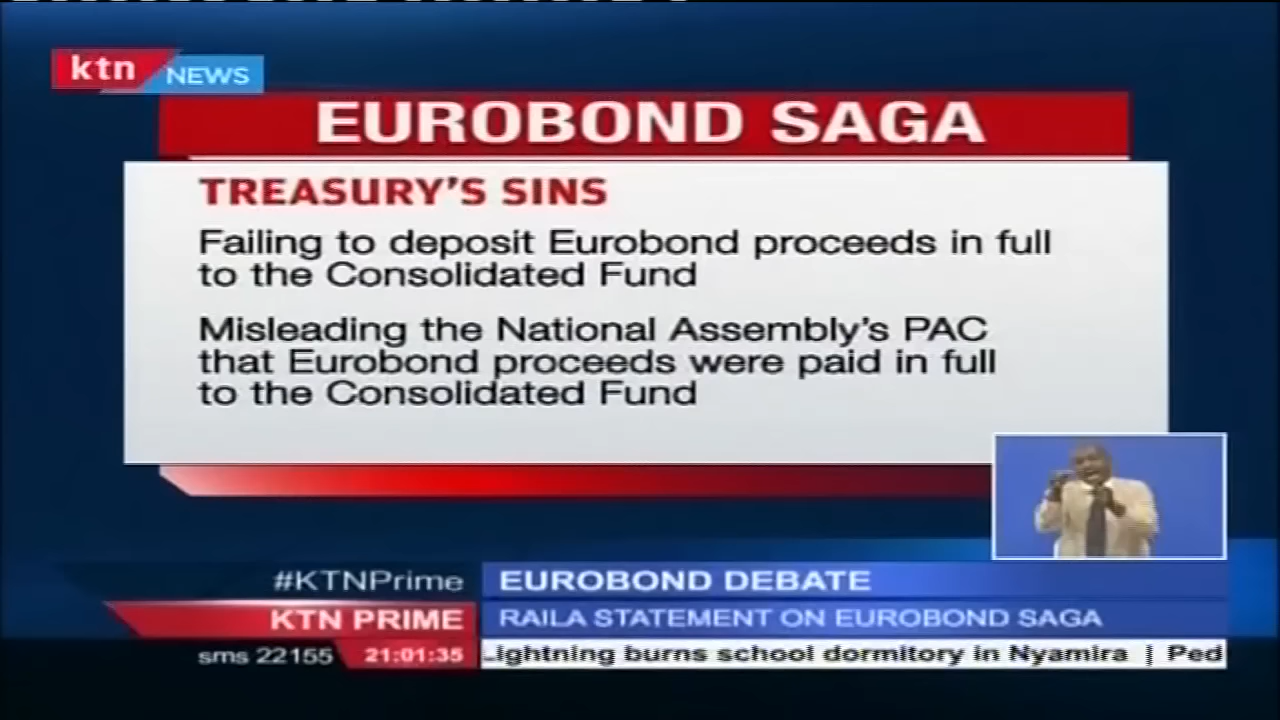 ktn NEWS
EUROBOND SAGA
TREASURY'S SINS
Failing to deposit Eurobond proceeds in full
to the Consolidated Fund
Misleading the National Assembly's PAC
that Eurobond proceeds were paid in full
to the Consolidated Fund
#KTNPrime
EUROBOND DEBATE
KTN PRIME
RAILA STATEMENT ON EUROBOND SAGA
sms 22155
21:01:35
Lightning burns school dormitory in Nyamira | Ped